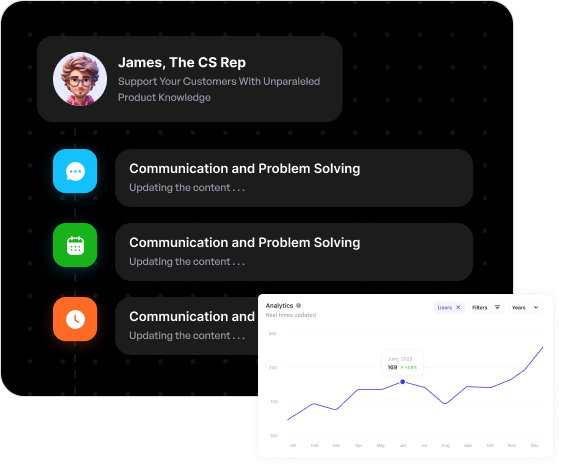 James, The CS Rep
Support Your Customers With Unparaleled
Product Knowledge
Communication and Problem Solving
Updating the content . . .
Communication and Problem Solving
Updating the content . . .
Communication and
Updating the content . . .
Analytics
Real times updated
Users
Filters
Years
June, 2023
169
+2.8%
200
100
Jan
Feb
Mar
Apr
May
Jun
Jul
Aug
Sep
Oct
Nov
Dec